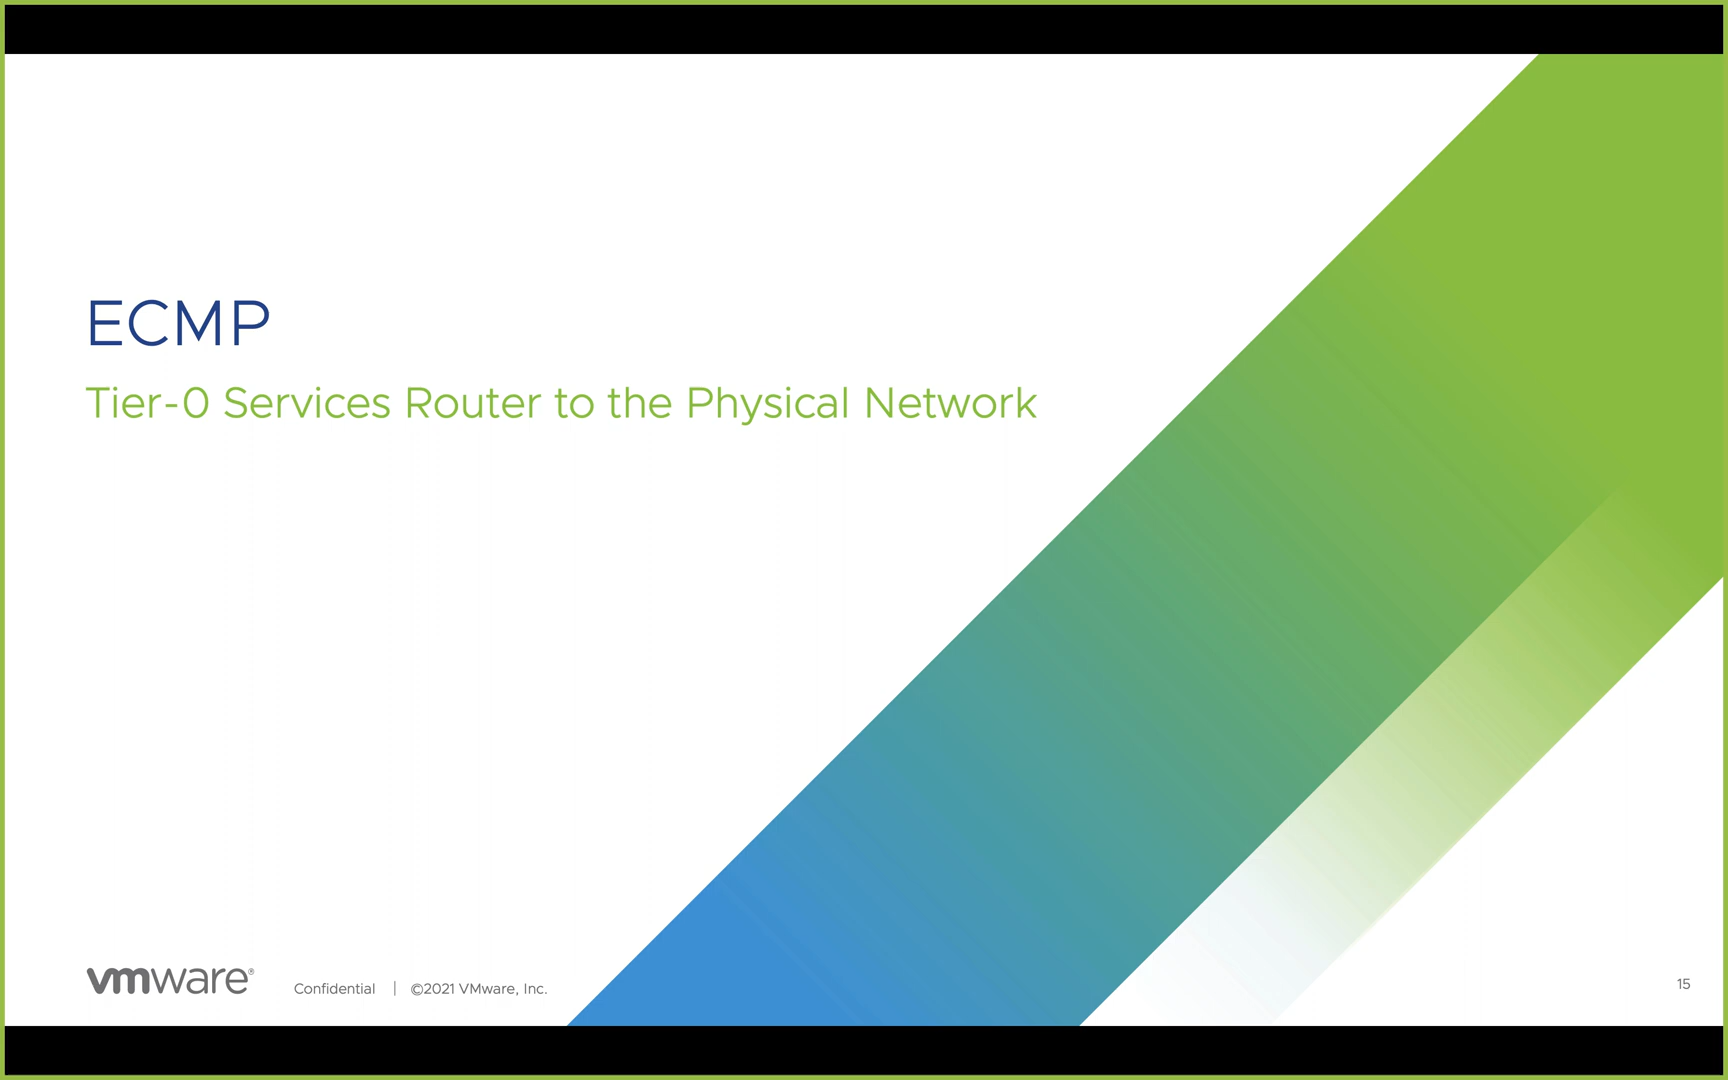 ECMP
Tier-0 Services Router to the Physical Network
vmware®
Confidential | ©2021 VMware, Inc.
15